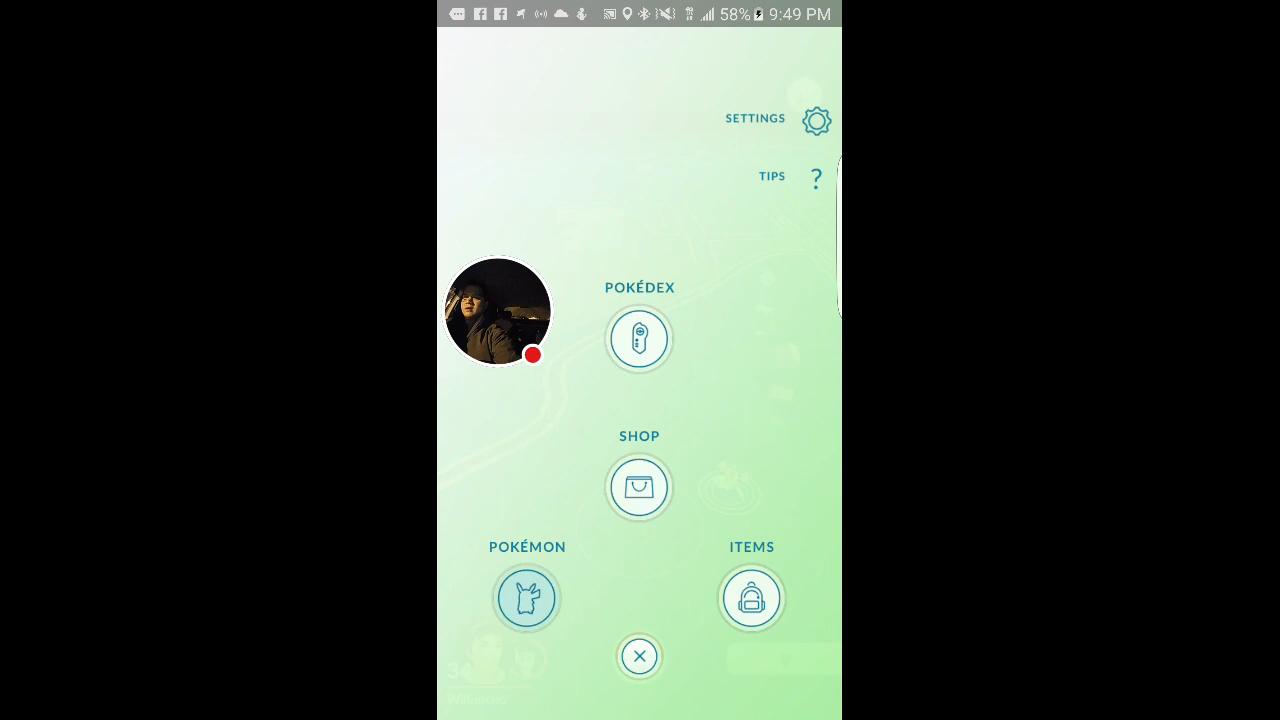 58% 9:49 PM
SETTINGS
TIPS ?
POKÉDEX
SHOP
POKÉMON
ITEMS